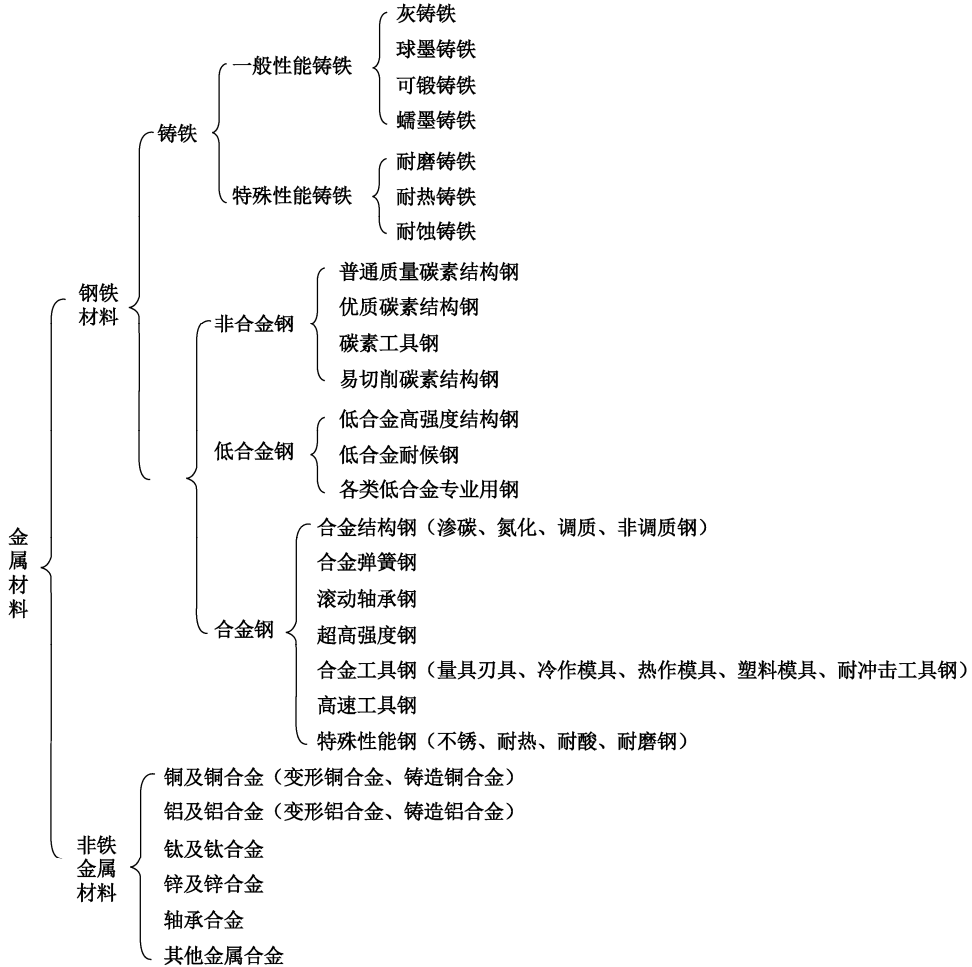 灰铸铁
球墨铸铁
一般性能铸铁
可锻铸铁
蠕墨铸铁
铸铁
耐磨铸铁
特殊性能铸铁
耐热铸铁
耐蚀铸铁
钢铁
材料
普通质量碳素结构钢
优质碳素结构钢
非合金钢
碳素工具钢
易切削碳素结构钢
低合金高强度结构钢
低合金钢
低合金耐候钢
各类低合金专业用钢
金
属
材
料
合金结构钢（渗碳、氮化、调质、非调质钢）
合金弹簧钢
滚动轴承钢
合金钢
超高强度钢
合金工具钢（量具刃具、冷作模具、热作模具、塑料模具、耐冲击工具钢）
高速工具钢
特殊性能钢（不锈、耐热、耐酸、耐磨钢）
铜及铜合金（变形铜合金、铸造铜合金）
铝及铝合金（变形铝合金、铸造铝合金）
非铁
金属
材料
钛及钛合金
锌及锌合金
轴承合金
其他金属合金